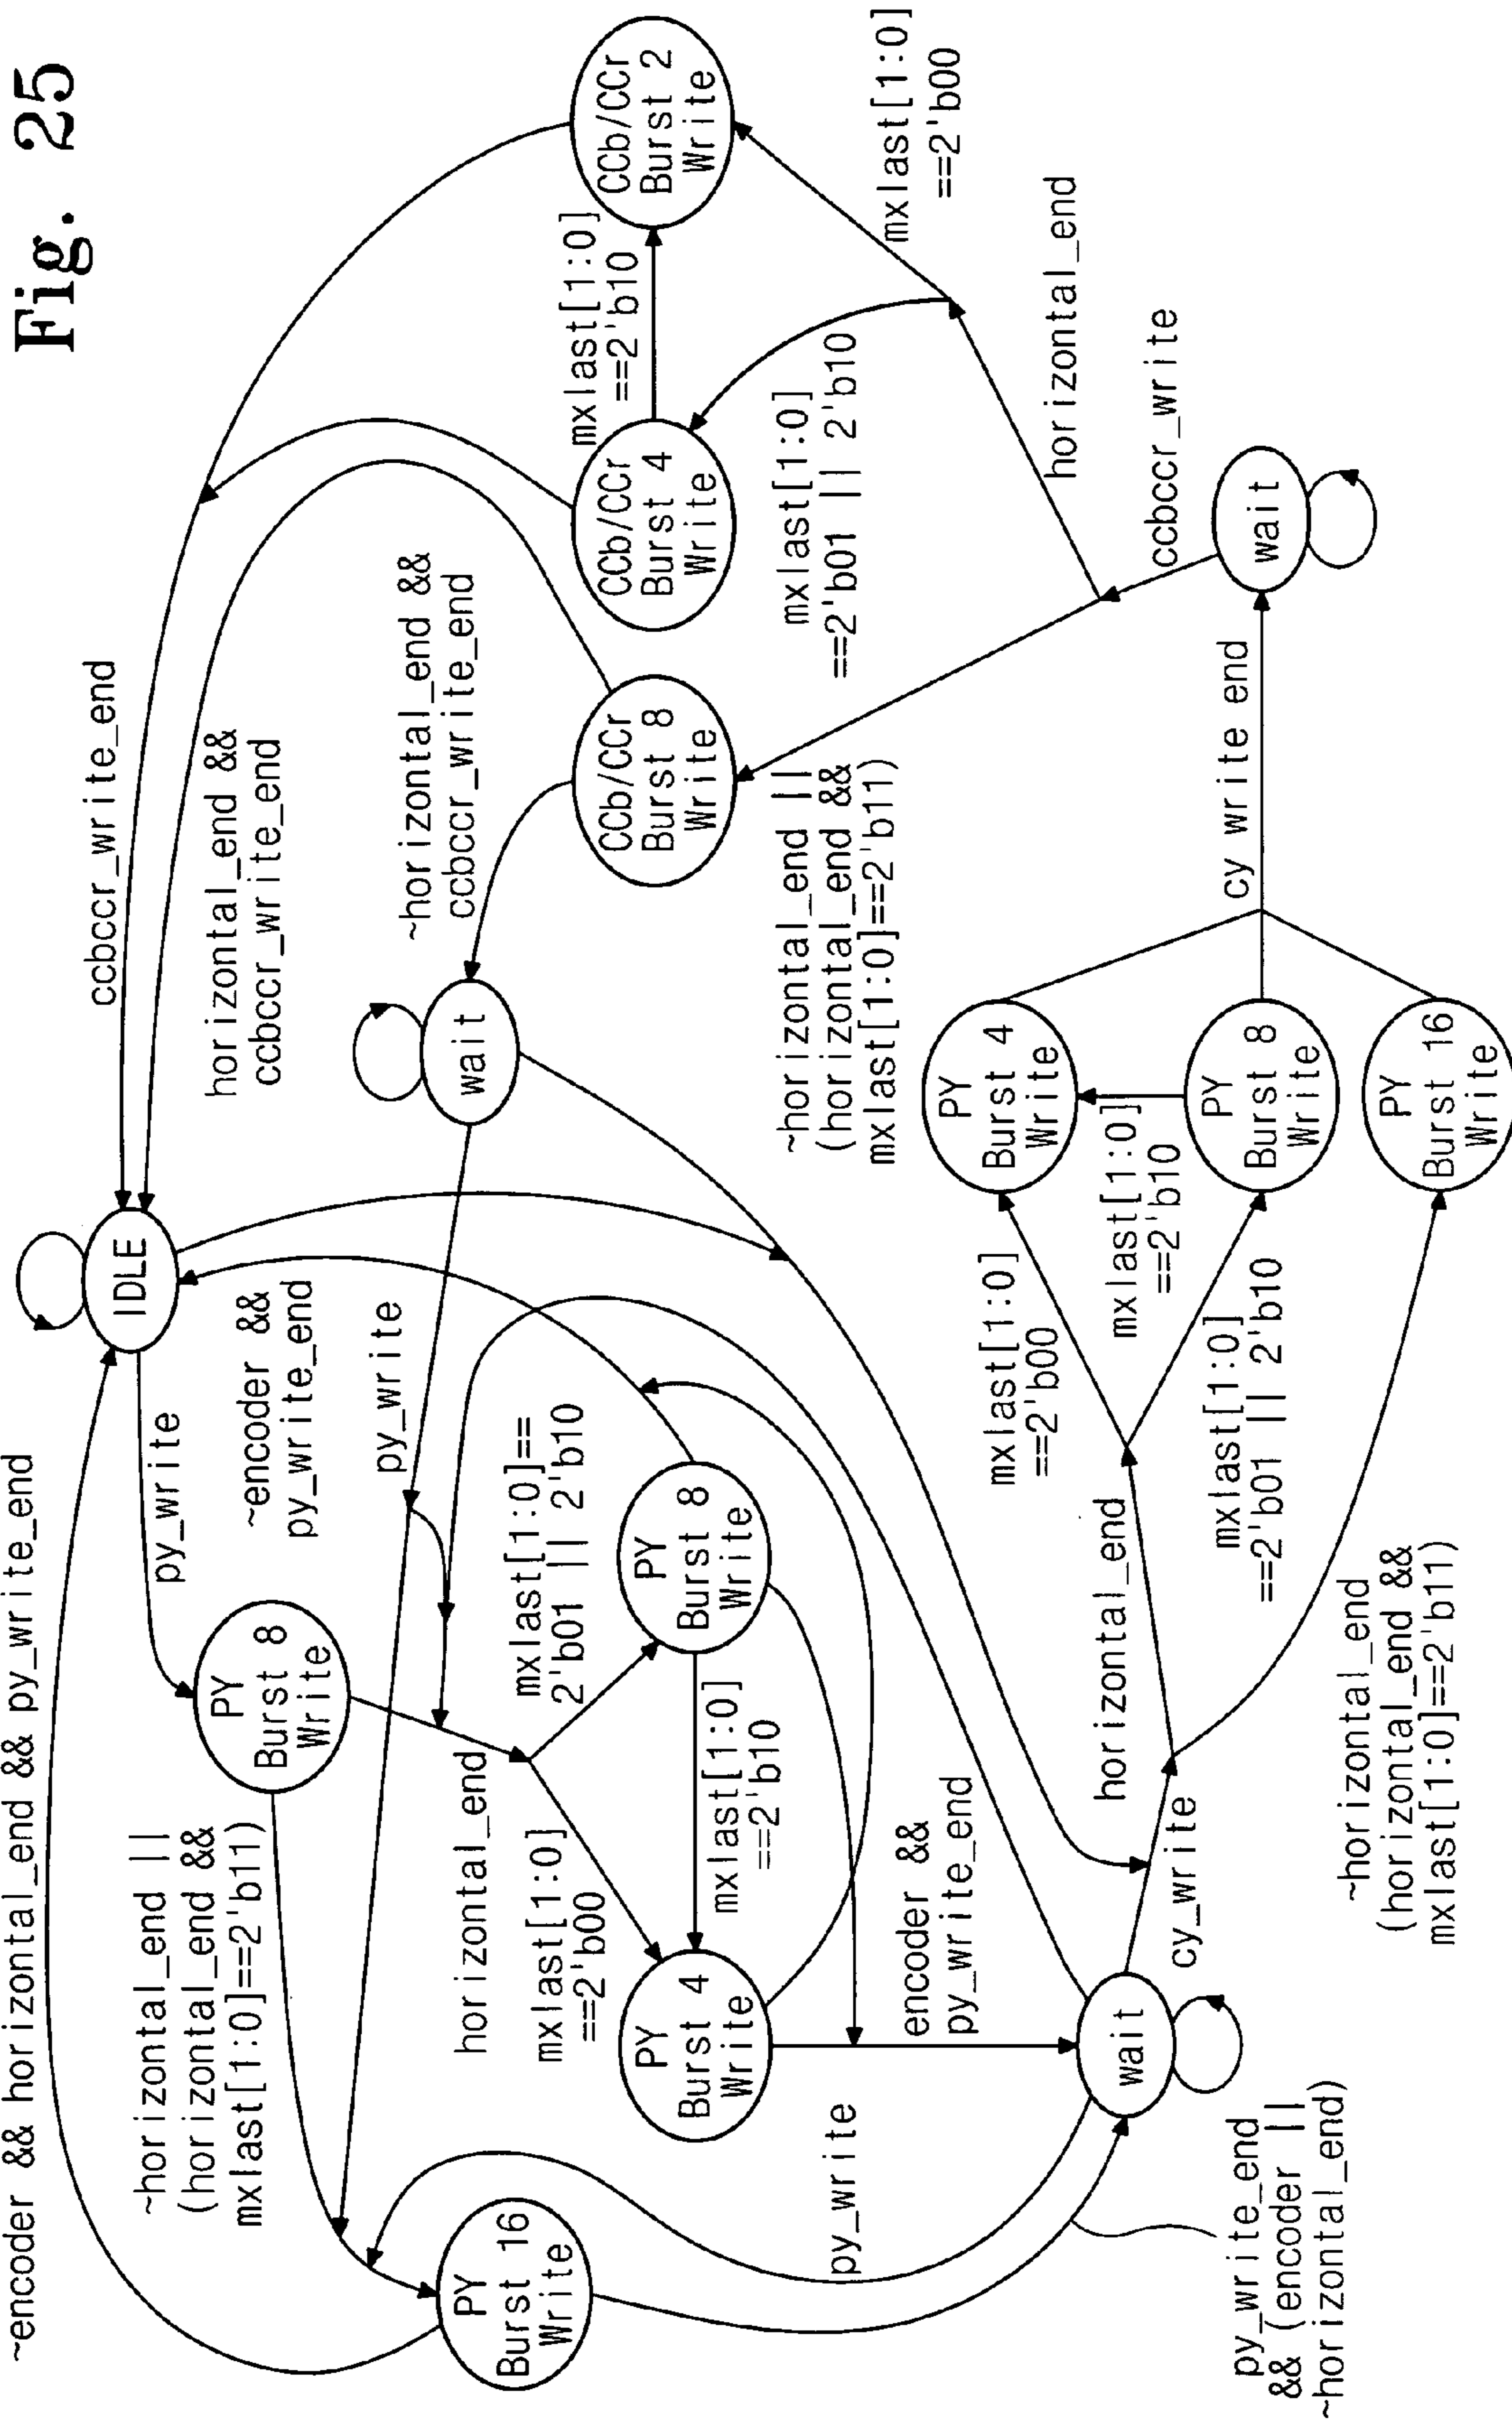 Fig. 25
~encoder && horizontal_end && py_write_end
IDLE
ccbccr_write_end
horizontal_end &&
ccbccr_write_end
py_write
PY
Burst 8
Write
~encoder &&
py_write_end
~horizontal_end ||
(horizontal_end &&
mxlast[1:0]==2'b11)
py_write
wait
~horizontal_end &&
ccbccr_write_end
PY
Burst 16
Write
horizontal_end
mxlast[1:0]==
2'b01 || 2'b10
mxlast[1:0]
==2'b00
PY
Burst 4
Write
mxlast[1:0]
==2'b10
PY
Burst 8
Write
CCb/CCr
Burst 8
Write
CCb/CCr
Burst 4
Write
mxlast[1:0]
==2'b10
CCb/CCr
Burst 2
Write
py_write
encoder &&
py_write_end
~horizontal_end ||
(horizontal_end &&
mxlast[1:0]==2'b11)
mxlast[1:0]
==2'b01 || 2'b10
mxlast[1:0]
==2'b00
horizontal_end
ccbccr_write
wait
cy write end
PY
Burst 4
Write
mxlast[1:0]
==2'b10
PY
Burst 8
Write
PY
Burst 16
Write
mxlast[1:0]
==2'b00
mxlast[1:0]
==2'b01 || 2'b10
horizontal_end
cy_write
wait
py_write_end
&& (encoder ||
~horizontal_end)
~horizontal_end
(horizontal_end &&
mxlast[1:0]==2'b11)